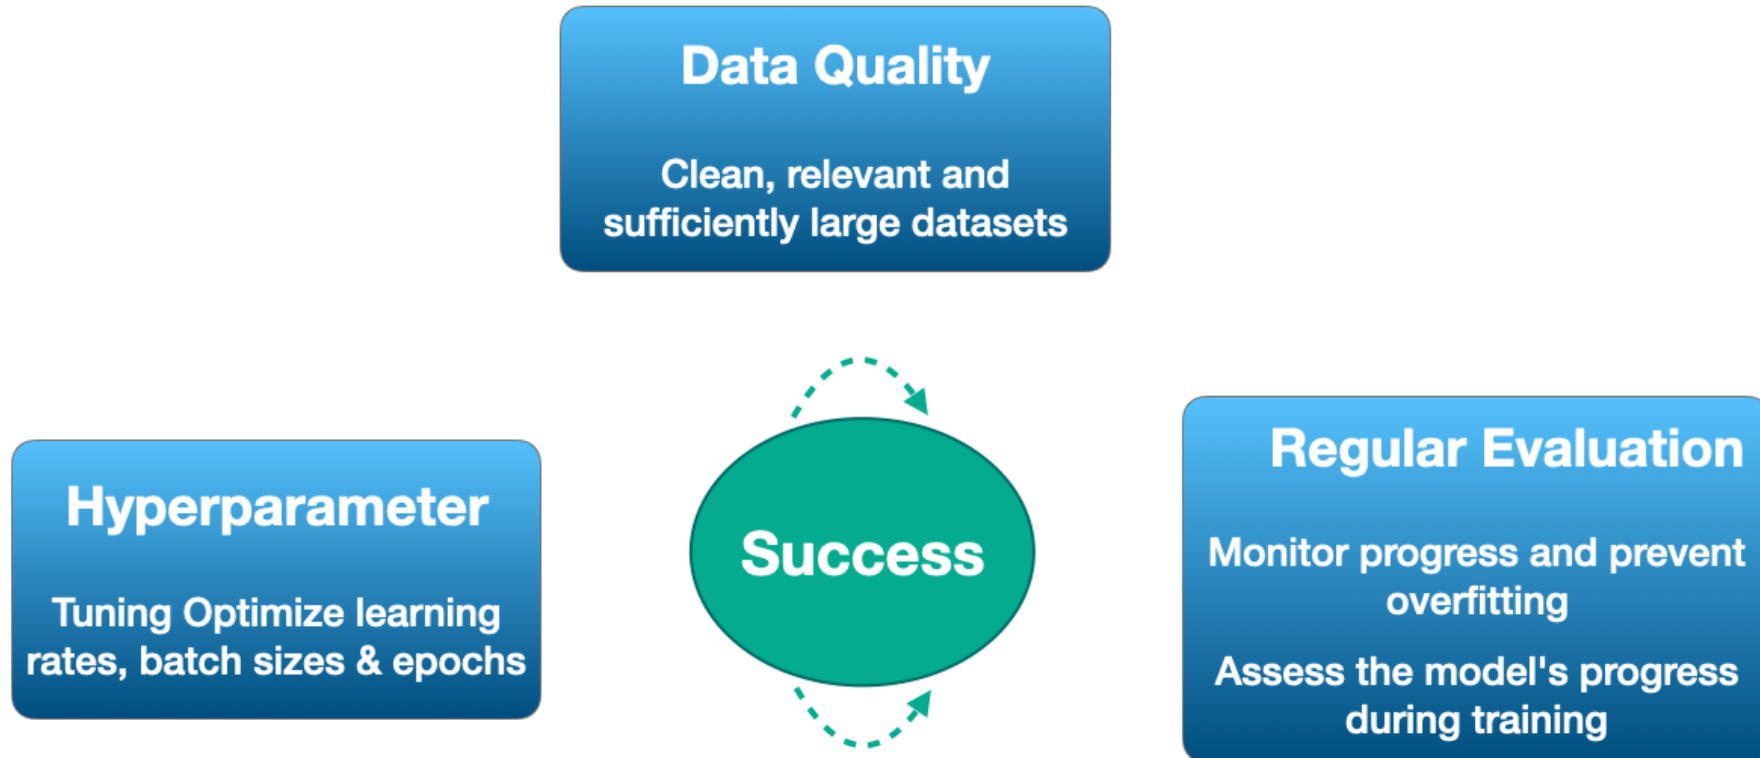 Data Quality
Clean, relevant and
sufficiently large datasets
Hyperparameter
Tuning Optimize learning
rates, batch sizes & epochs
Success
Regular Evaluation
Monitor progress and prevent
overfitting
Assess the model's progress
during training